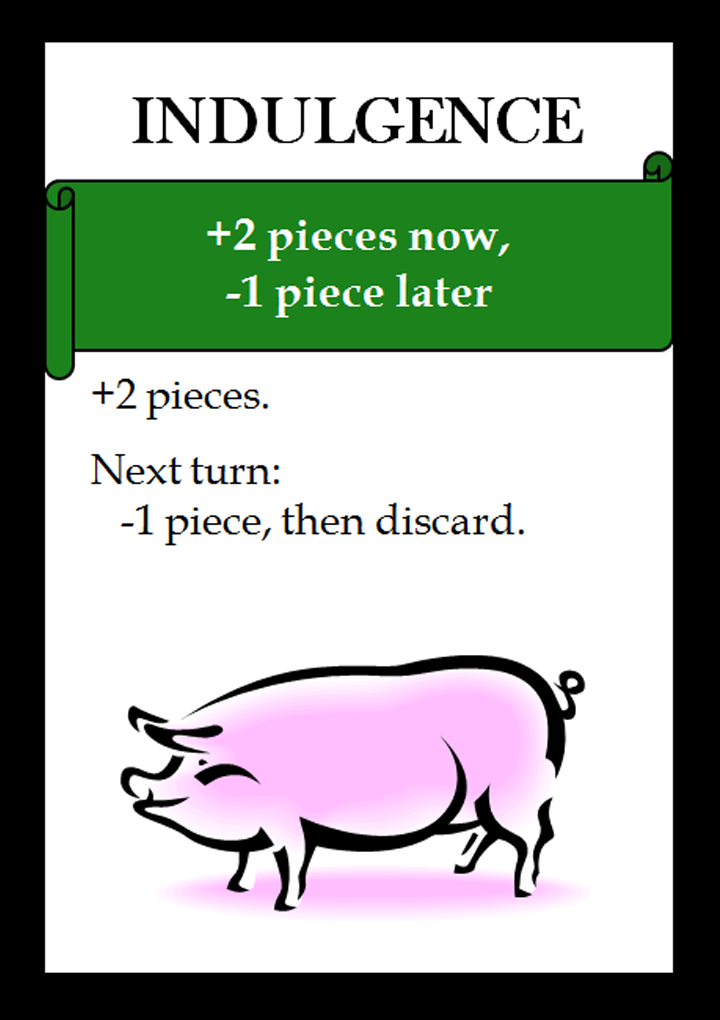 INDULGENCE
+2 pieces now,
-1 piece later
+2 pieces.
Next turn:
-1 piece, then discard.